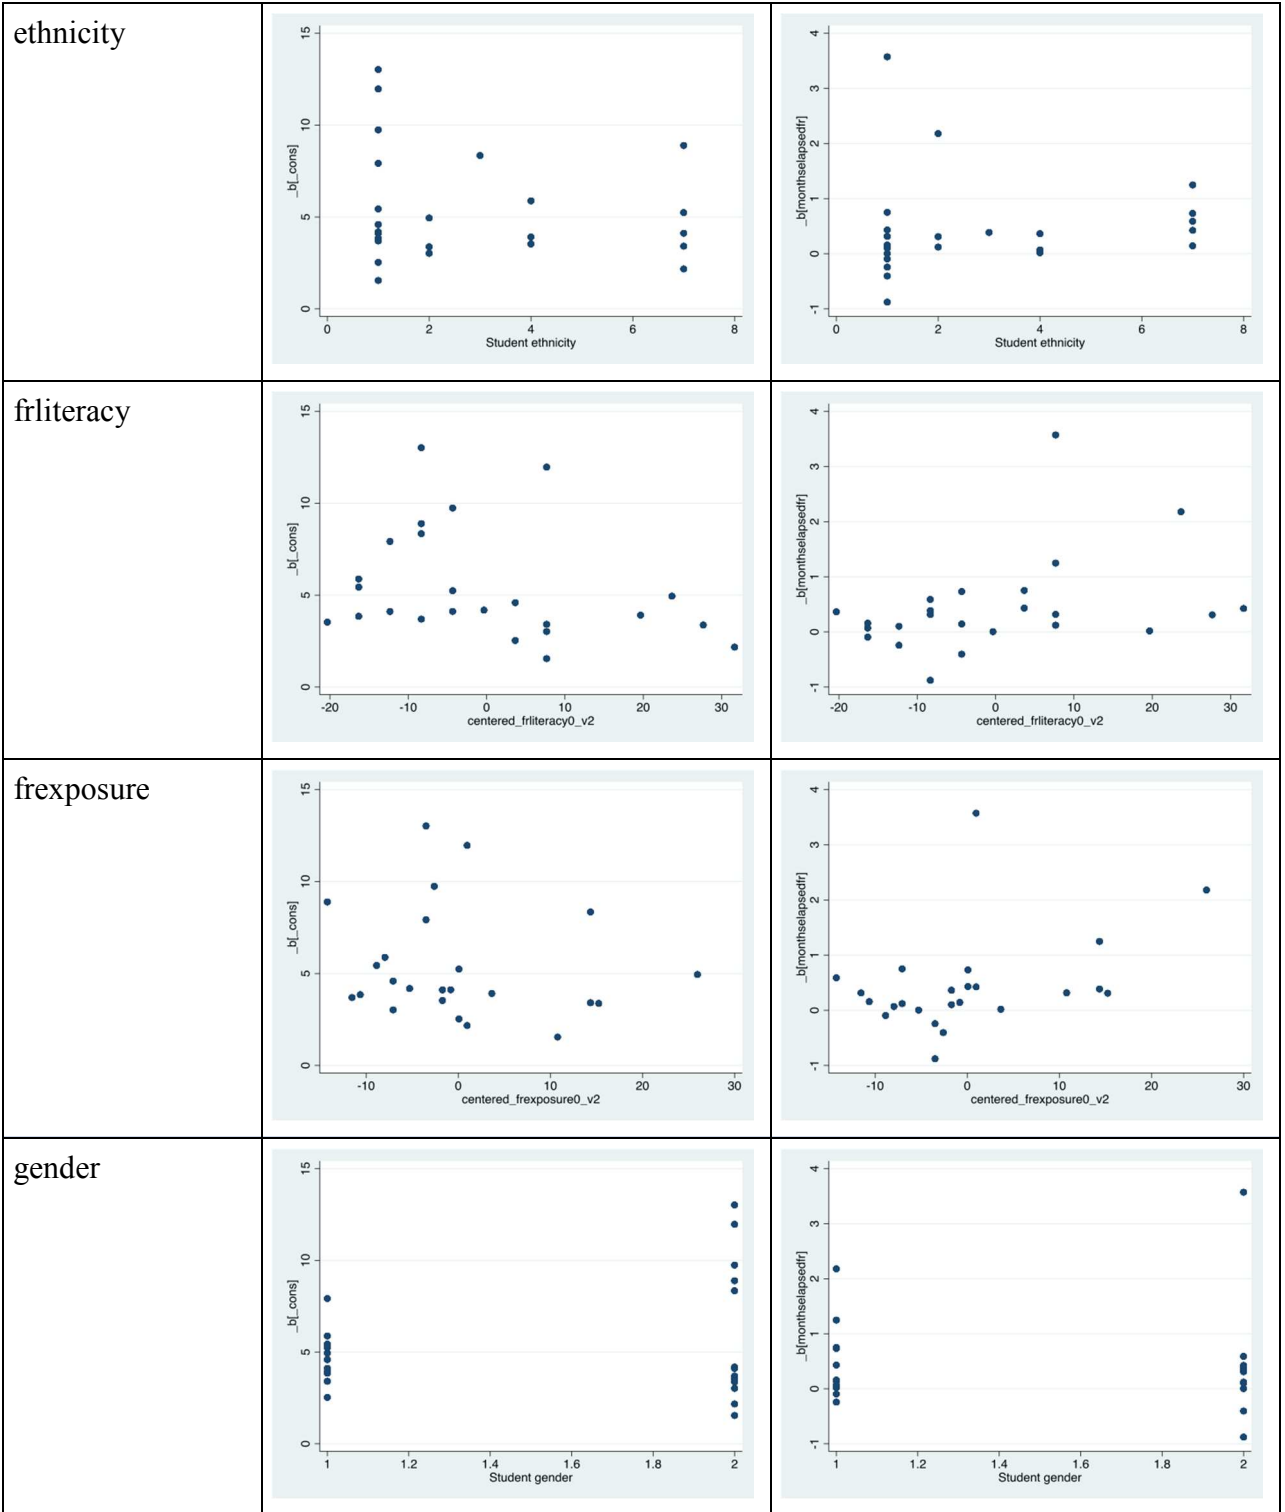 ethnicity
_b[_cons]
15
10
5
0
0 2 4 6 8
Student ethnicity
_b[monthselapsedfr]
4
3
2
1
0
-1
0 2 4 6 8
Student ethnicity
frliteracy
_b[_cons]
15
10
5
0
-20 -10 0 10 20 30
centered_frliteracy0_v2
_b[monthselapsedfr]
4
3
2
1
0
-1
-20 -10 0 10 20 30
centered_frliteracy0_v2
frexposure
_b[_cons]
15
10
5
0
-10 0 10 20 30
centered_frexposure0_v2
_b[monthselapsedfr]
4
3
2
1
0
-1
-10 0 10 20 30
centered_frexposure0_v2
gender
_b[_cons]
15
10
5
0
1 1.2 1.4 1.6 1.8 2
Student gender
_b[monthselapsedfr]
4
3
2
1
0
-1
1 1.2 1.4 1.6 1.8 2
Student gender